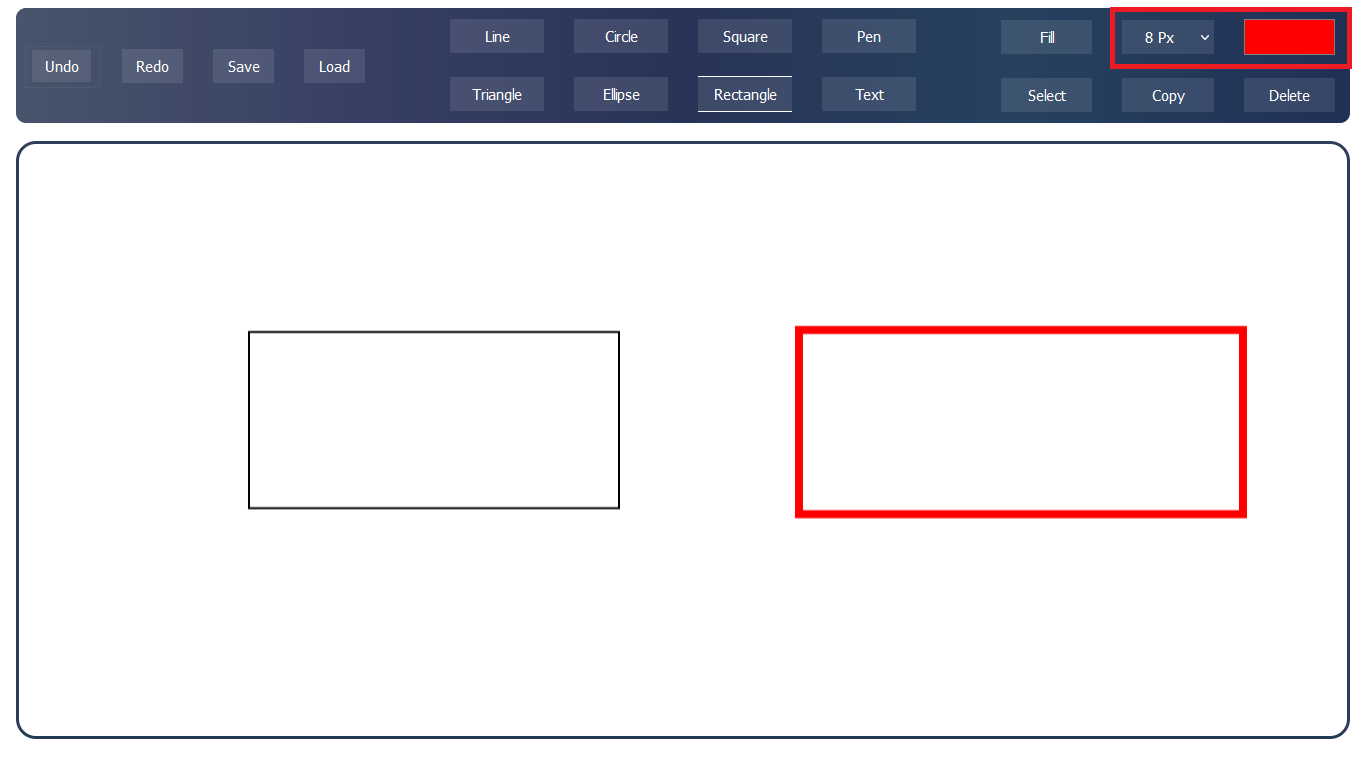 Line Circle Square Pen Fill 8 Px
Undo Redo Save Load
Triangle Ellipse Rectangle Text Select Copy Delete